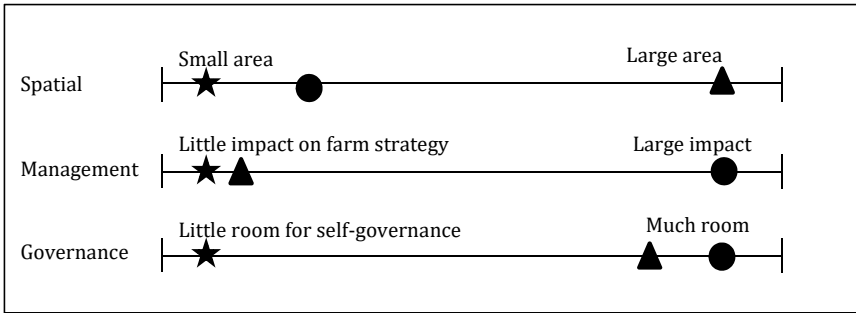 Small area
Large area
Spatial
Little impact on farm strategy
Large impact
Management
Little room for self-governance
Much room
Governance